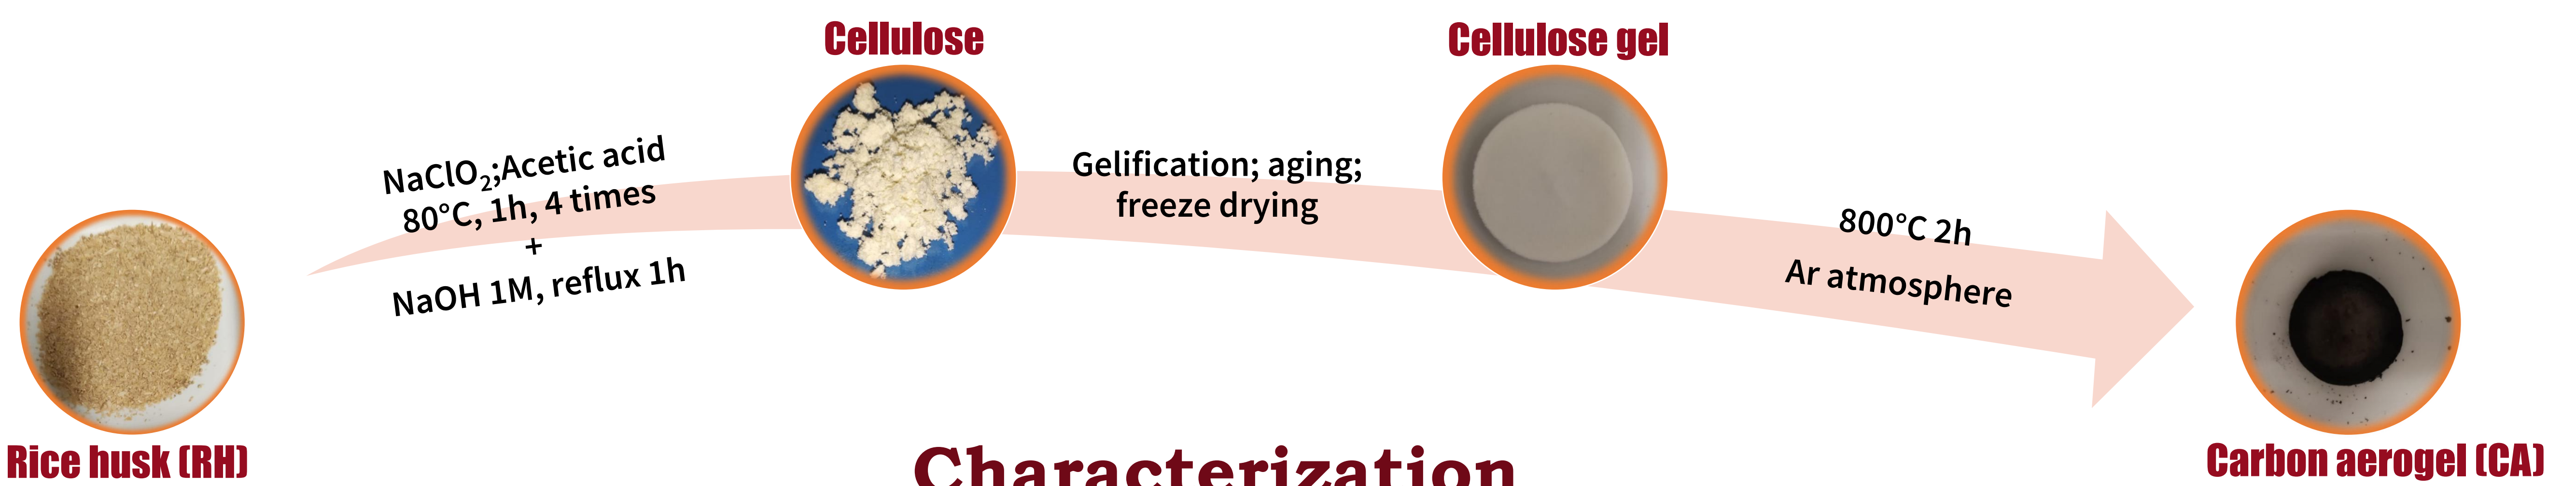 Cellulose
Cellulose gel
NaClO₂;Acetic acid
80°C, 1h, 4 times
+
NaOH 1M, reflux 1h
Gelification; aging;
freeze drying
800°C 2h
Ar atmosphere
Rice husk (RH)
Carbon aerogel (CA)
Characterization